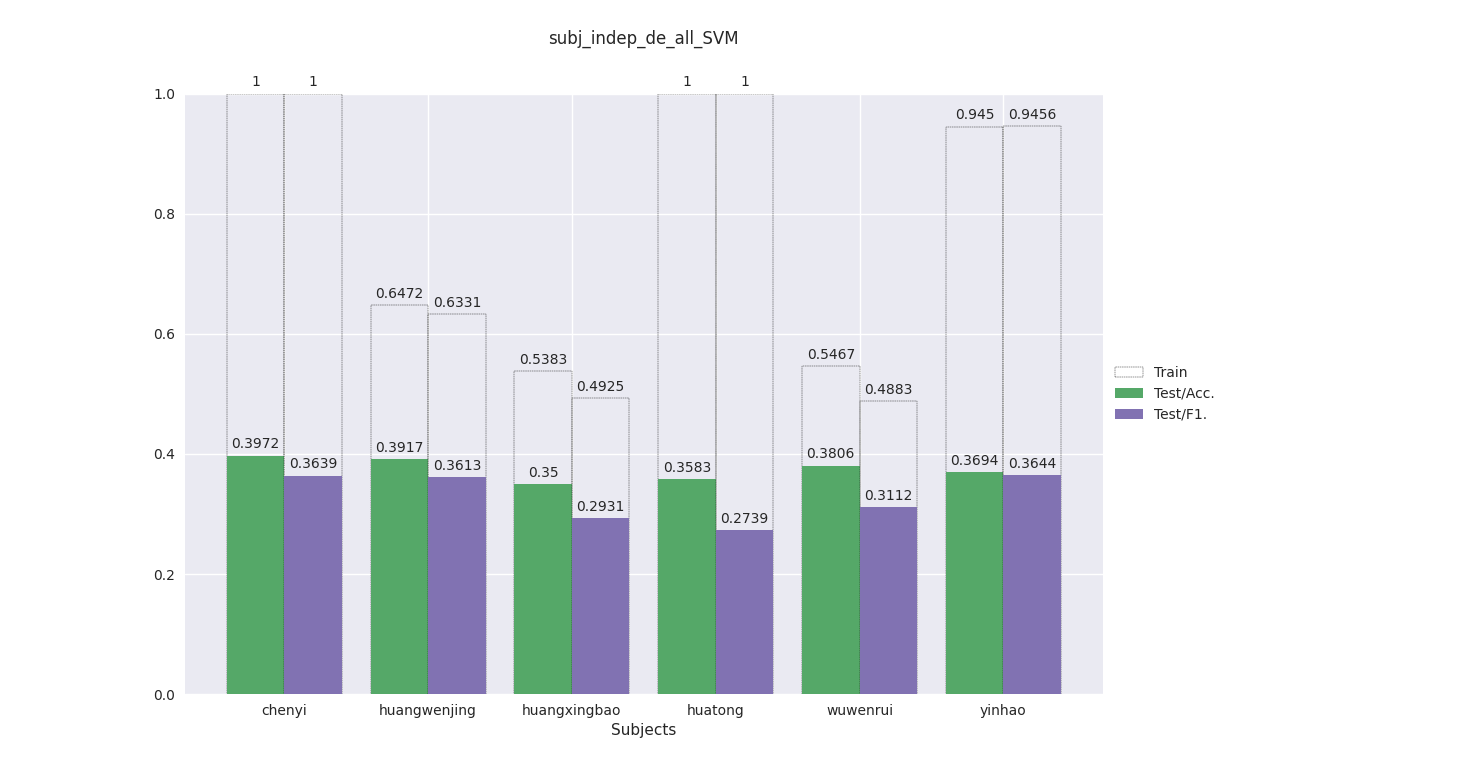 subj_indep_de_all_SVM
1 1 1 1
1.0
0.945 0.9456
0.8
0.6472 0.6331
0.6
0.5383 0.4925 0.5467 0.4883
Train
Test/Acc.
Test/F1.
0.4
0.3972 0.3639 0.3917 0.3613 0.35 0.2931 0.3583 0.2739 0.3806 0.3112 0.3694 0.3644
0.2
0.0
chenyi huangwenjing huangxingbao huatong wuwenrui yinhao
Subjects